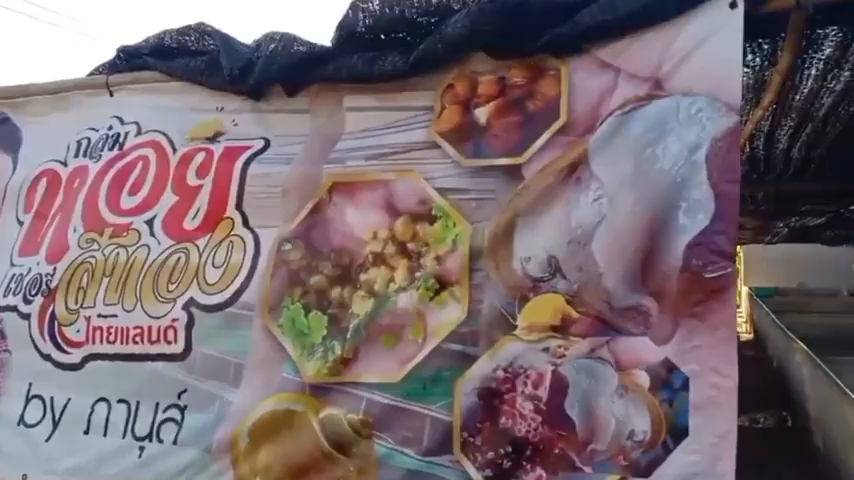 กลุ่ม
หอย
เชอรี่
สีทอง
ไทยแลนด์
by ภานุส์